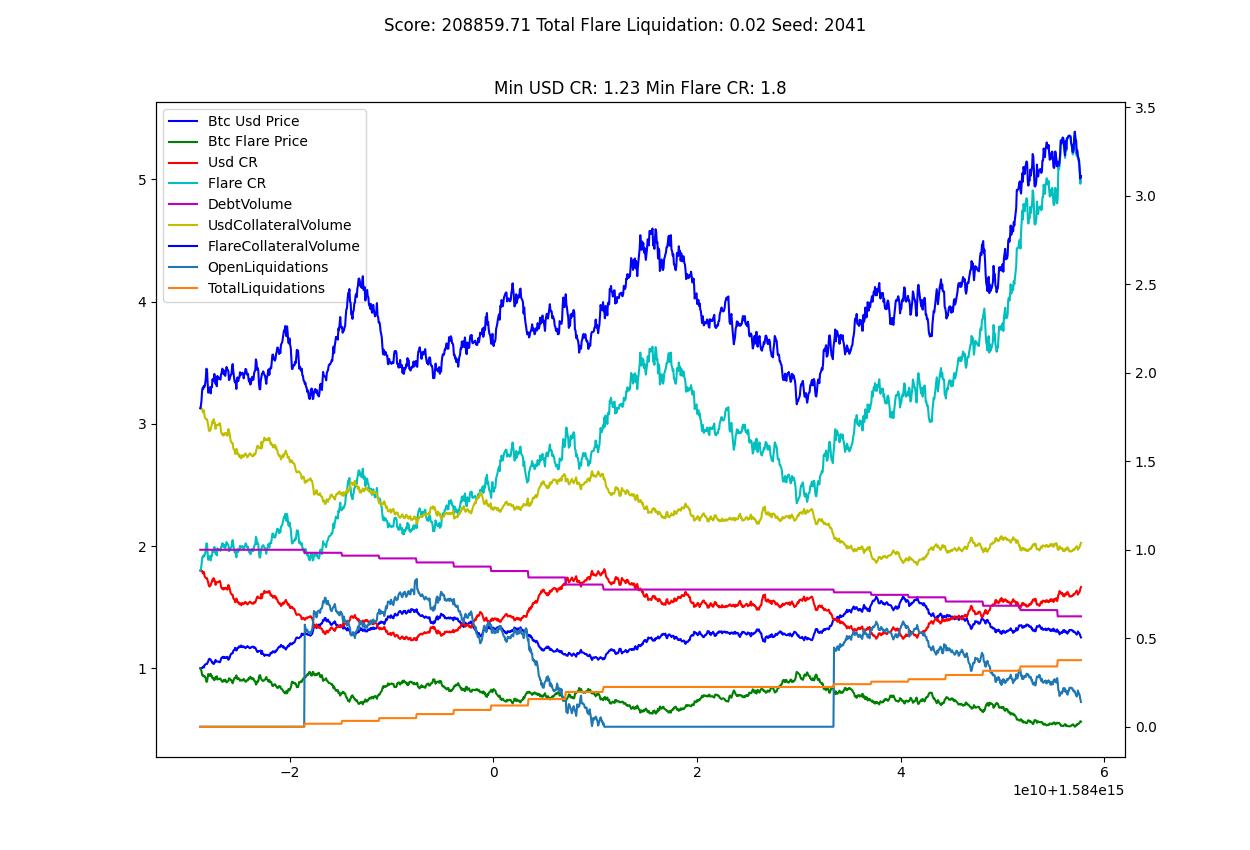 Score: 208859.71 Total Flare Liquidation: 0.02 Seed: 2041
Min USD CR: 1.23 Min Flare CR: 1.8
Btc Usd Price
Btc Flare Price
Usd CR
Flare CR
DebtVolume
UsdCollateralVolume
FlareCollateralVolume
OpenLiquidations
TotalLiquidations
5
4
3
2
1
3.5
3.0
2.5
2.0
1.5
1.0
0.5
0.0
−2
0
2
4
6
1e10+1.584e15